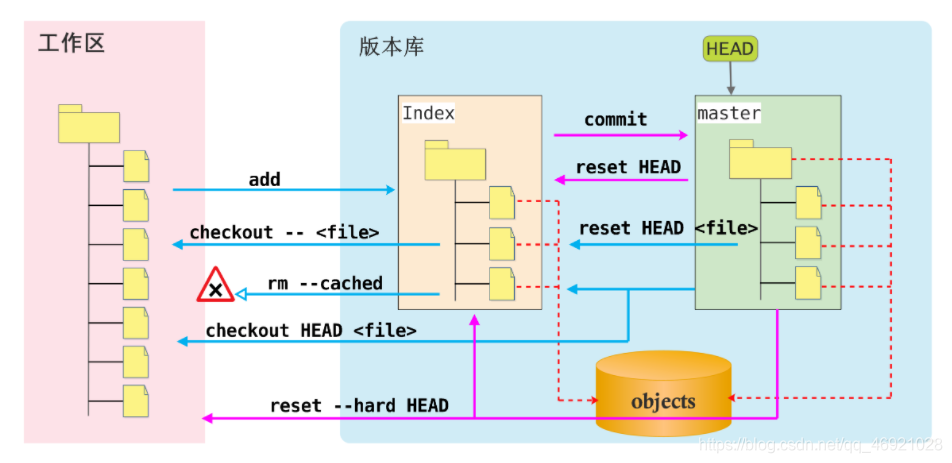 工作区
版本库
HEAD
Index
master
commit
add
reset HEAD
checkout -- <file>
reset HEAD <file>
rm --cached
checkout HEAD <file>
reset --hard HEAD
objects
https://blog.csdn.net/qq_46921028